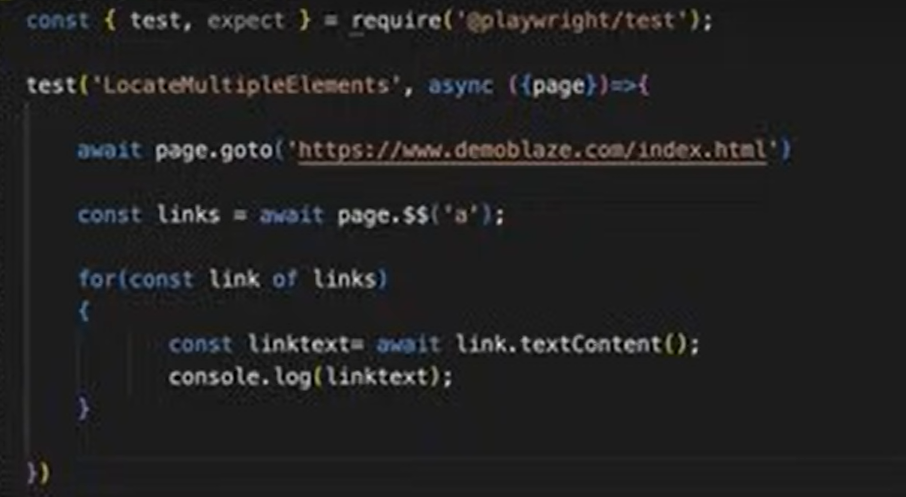 const { test, expect } = require('@playwright/test');
test('LocateMultipleElements', async ({page})=>{
await page.goto('https://www.demoblaze.com/index.html')
const links = await page.$$('a');
for(const link of links)
{
const linktext= await link.textContent();
console.log(linktext);
}
})